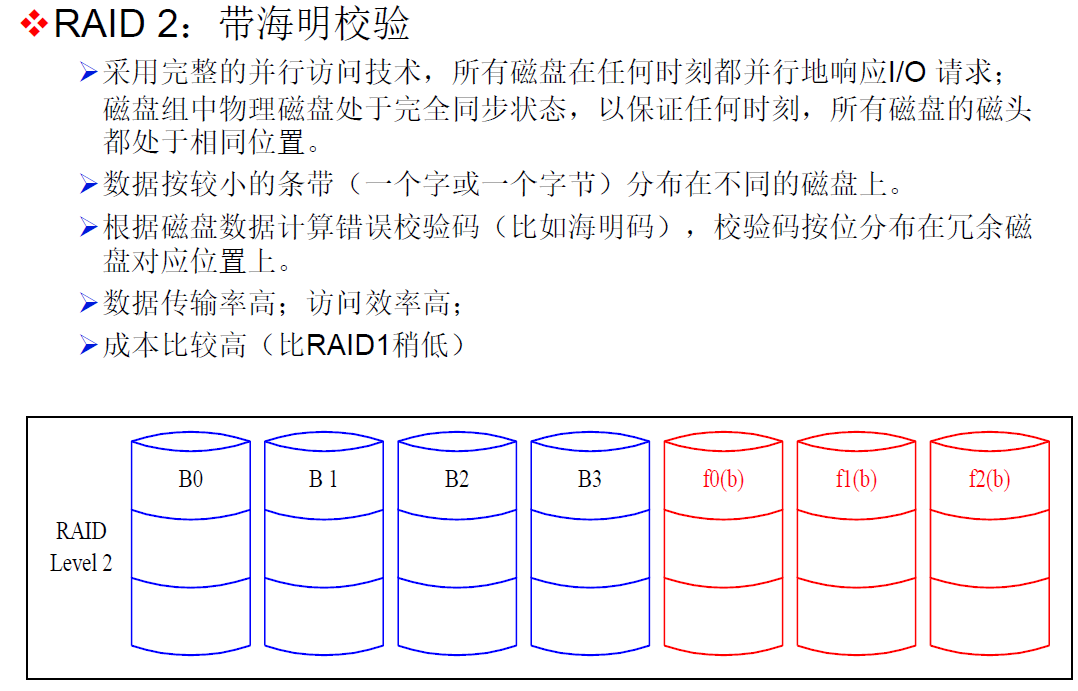 ❖RAID 2：带海明校验
➢采用完整的并行访问技术，所有磁盘在任何时刻都并行地响应I/O 请求；
磁盘组中物理磁盘处于完全同步状态，以保证任何时刻，所有磁盘的磁头
都处于相同位置。
➢数据按较小的条带（一个字或一个字节）分布在不同的磁盘上。
➢根据磁盘数据计算错误校验码（比如海明码），校验码按位分布在冗余磁
盘对应位置上。
➢数据传输率高；访问效率高；
➢成本比较高（比RAID1稍低）
B0 B 1 B2 B3 f0(b) f1(b) f2(b)
RAID
Level 2